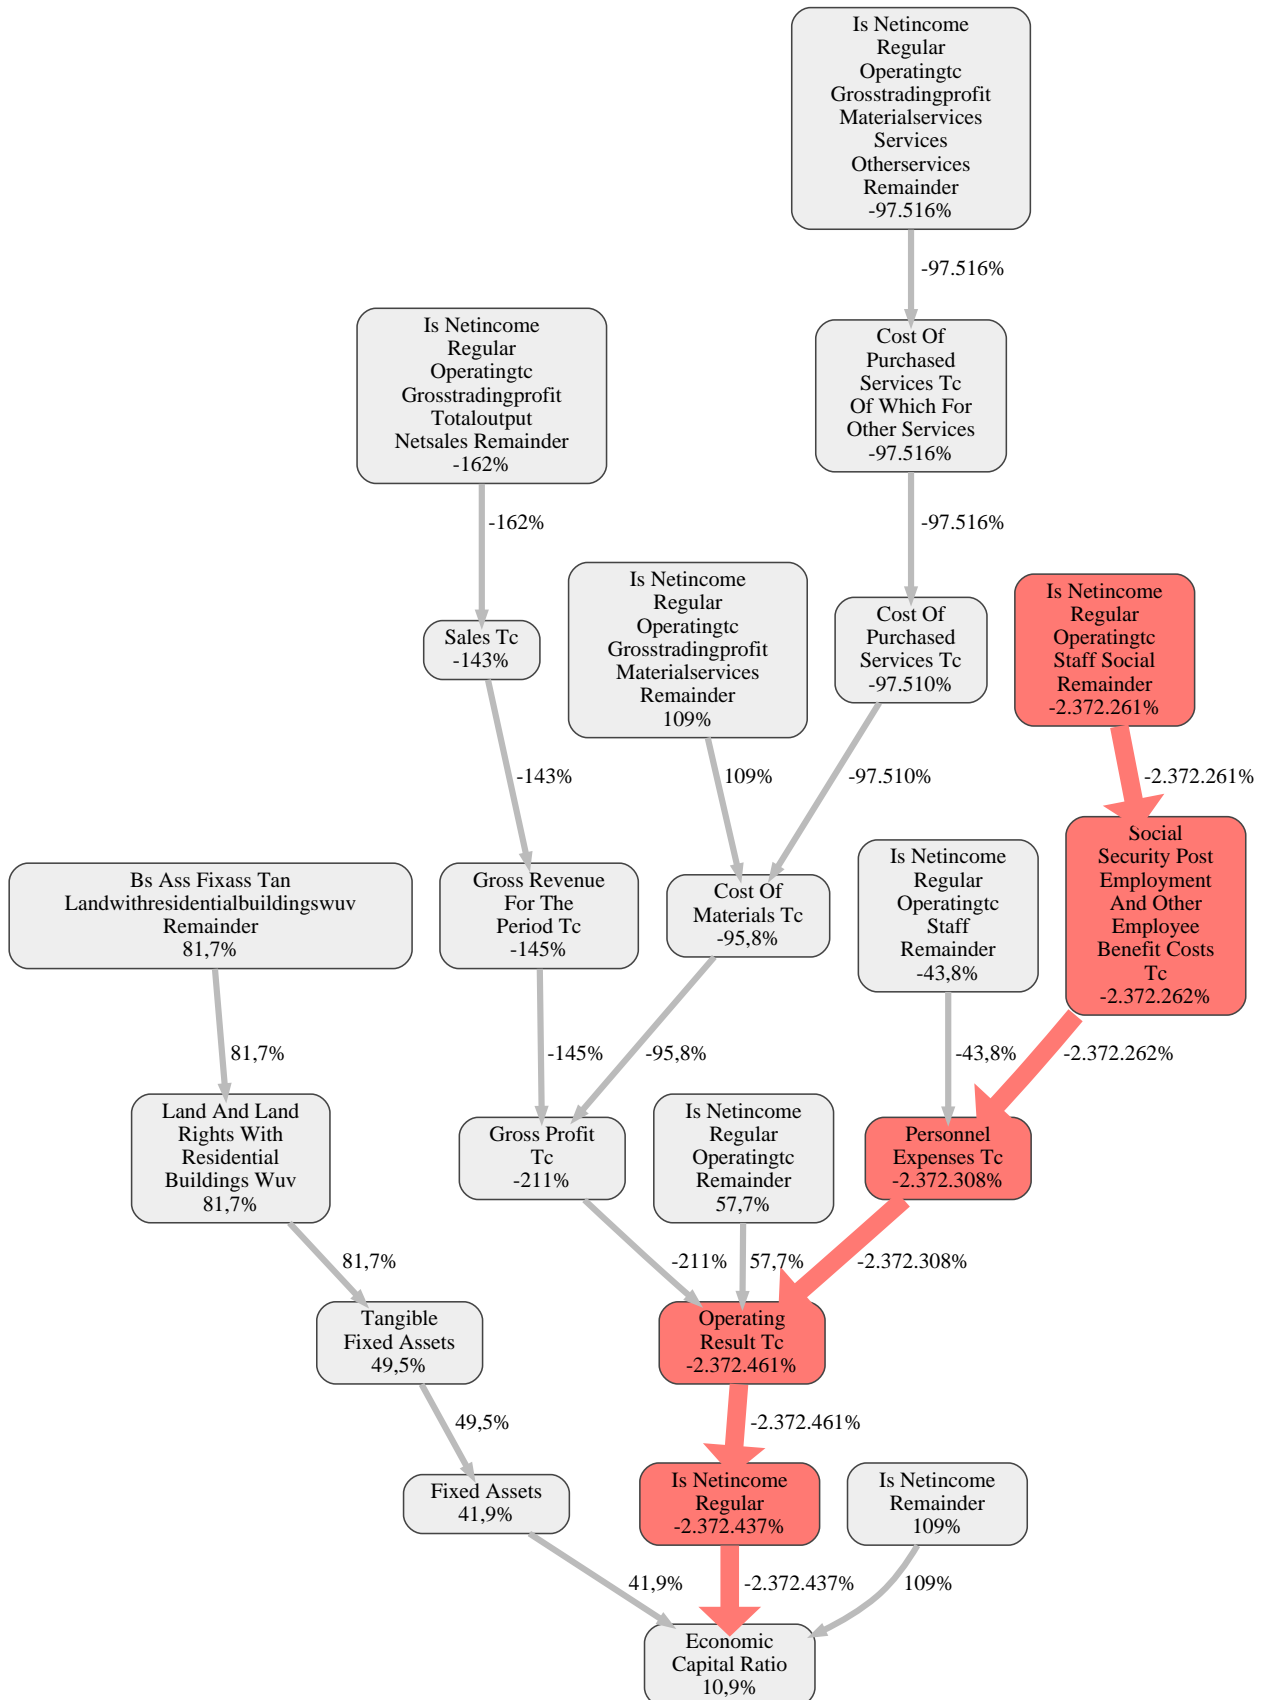 Is Netincome
Regular
Operatingtc
Grosstradingprofit
Materialservices
Services
Otherservices
Remainder
-97.516%
-97.516%
Is Netincome
Regular
Operatingtc
Grosstradingprofit
Totaloutput
Netsales Remainder
-162%
Cost Of
Purchased
Services Tc
Of Which For
Other Services
-97.516%
-162%
-97.516%
Is Netincome
Regular
Operatingtc
Grosstradingprofit
Materialservices
Remainder
109%
Is Netincome
Regular
Operatingtc
Staff Social
Remainder
-2.372.261%
Sales Tc
-143%
Cost Of
Purchased
Services Tc
-97.510%
-143%
109%
-97.510%
-2.372.261%
Social
Security Post
Employment
And Other
Employee
Benefit Costs
Tc
-2.372.262%
Is Netincome
Regular
Operatingtc
Staff
Remainder
-43,8%
Bs Ass Fixass Tan
Landwithresidentialbuildingswuv
Remainder
81,7%
Gross Revenue
For The
Period Tc
-145%
Cost Of
Materials Tc
-95,8%
81,7%
-145%
-95,8%
-43,8%
-2.372.262%
Land And Land
Rights With
Residential
Buildings Wuv
81,7%
Gross Profit
Tc
-211%
Is Netincome
Regular
Operatingtc
Remainder
57,7%
Personnel
Expenses Tc
-2.372.308%
81,7%
-211%
57,7%
-2.372.308%
Tangible
Fixed Assets
49,5%
Operating
Result Tc
-2.372.461%
49,5%
-2.372.461%
Fixed Assets
41,9%
Is Netincome
Regular
-2.372.437%
Is Netincome
Remainder
109%
41,9%
-2.372.437%
109%
Economic
Capital Ratio
10,9%